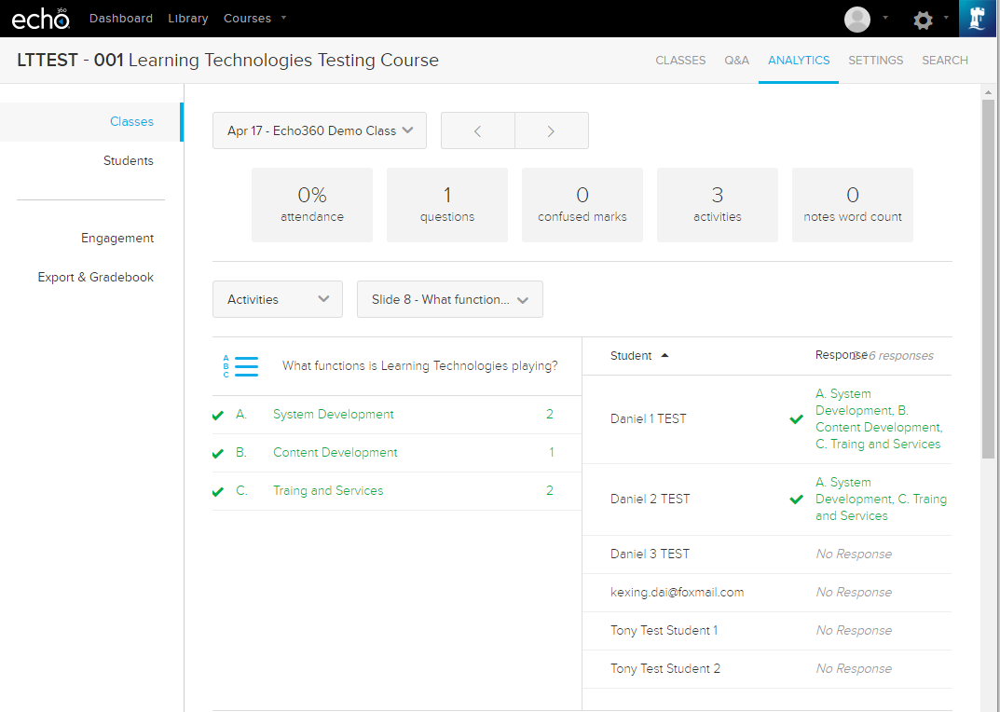 echo360 Dashboard Library Courses
LTTEST - 001 Learning Technologies Testing Course
CLASSES Q&A ANALYTICS SETTINGS SEARCH
Classes
Students
Engagement
Export & Gradebook
Apr 17 - Echo360 Demo Class
0%
attendance
1
questions
0
confused marks
3
activities
0
notes word count
Activities
Slide 8 - What function...
A
B
C
What functions is Learning Technologies playing?
A. System Development 2
B. Content Development 1
C. Traing and Services 2
Student Response 2 / 6 responses
Daniel 1 TEST
A. System
Development, B.
Content Development,
C. Traing and Services
Daniel 2 TEST
A. System
Development, C. Traing
and Services
Daniel 3 TEST No Response
kexing.dai@foxmail.com No Response
Tony Test Student 1 No Response
Tony Test Student 2 No Response